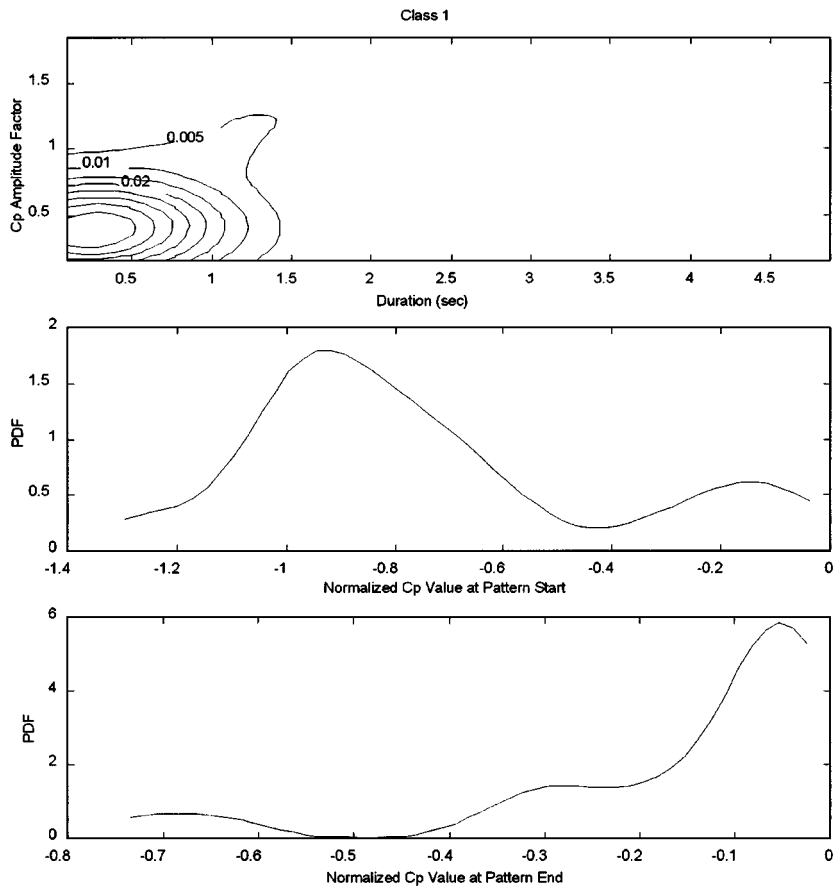 Class 1
Cp Amplitude Factor
1.5
1
0.5
0.005
0.01
0.02
0.5 1 1.5 2 2.5 3 3.5 4 4.5
Duration (sec)
PDF
2
1.5
1
0.5
0
-1.4 -1.2 -1 -0.8 -0.6 -0.4 -0.2 0
Normalized Cp Value at Pattern Start
PDF
6
4
2
0
-0.8 -0.7 -0.6 -0.5 -0.4 -0.3 -0.2 -0.1 0
Normalized Cp Value at Pattern End